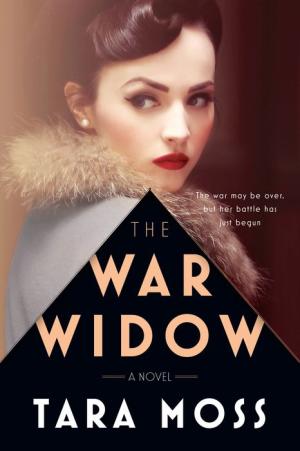 The war may be over,
but her battle has
just begun
THE
WAR
WIDOW
A NOVEL
TARA MOSS